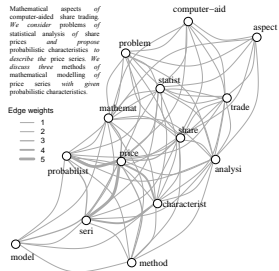 Mathematical aspects of
computer-aided share trading.
We consider problems of
statistical analysis of share
prices and propose
probabilistic characteristics to
describe the price series. We
discuss three methods of
mathematical modelling of
price series with given
probabilistic characteristics.
computer-aid
aspect
problem
statist
trade
mathemat
share
price
probabilist
analysi
characterist
seri
model
method
Edge weights
1
2
3
4
5